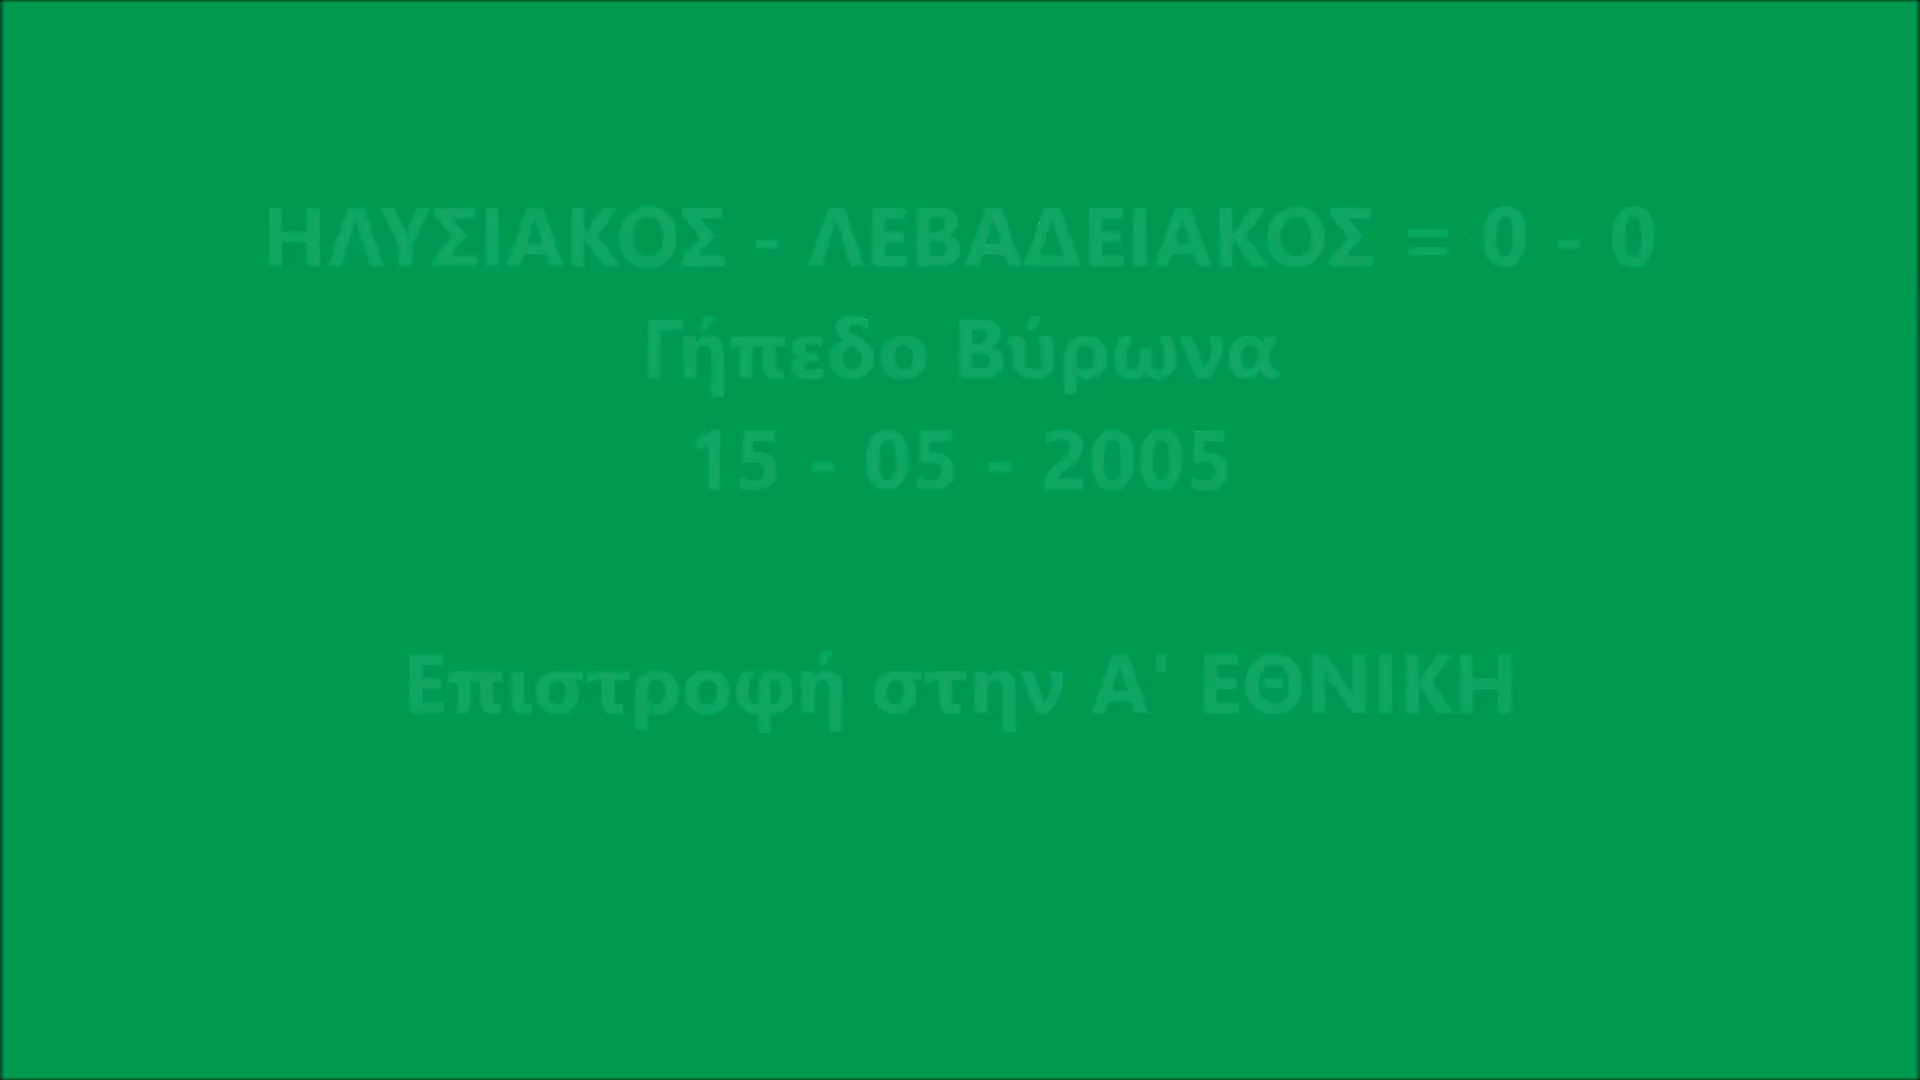 ΗΛΥΣΙΑΚΟΣ - ΛΕΒΑΔΕΙΑΚΟΣ = 0 - 0
Γήπεδο Βύρωνα
15 - 05 - 2005
Επιστροφή στην Α' ΕΘΝΙΚΗ